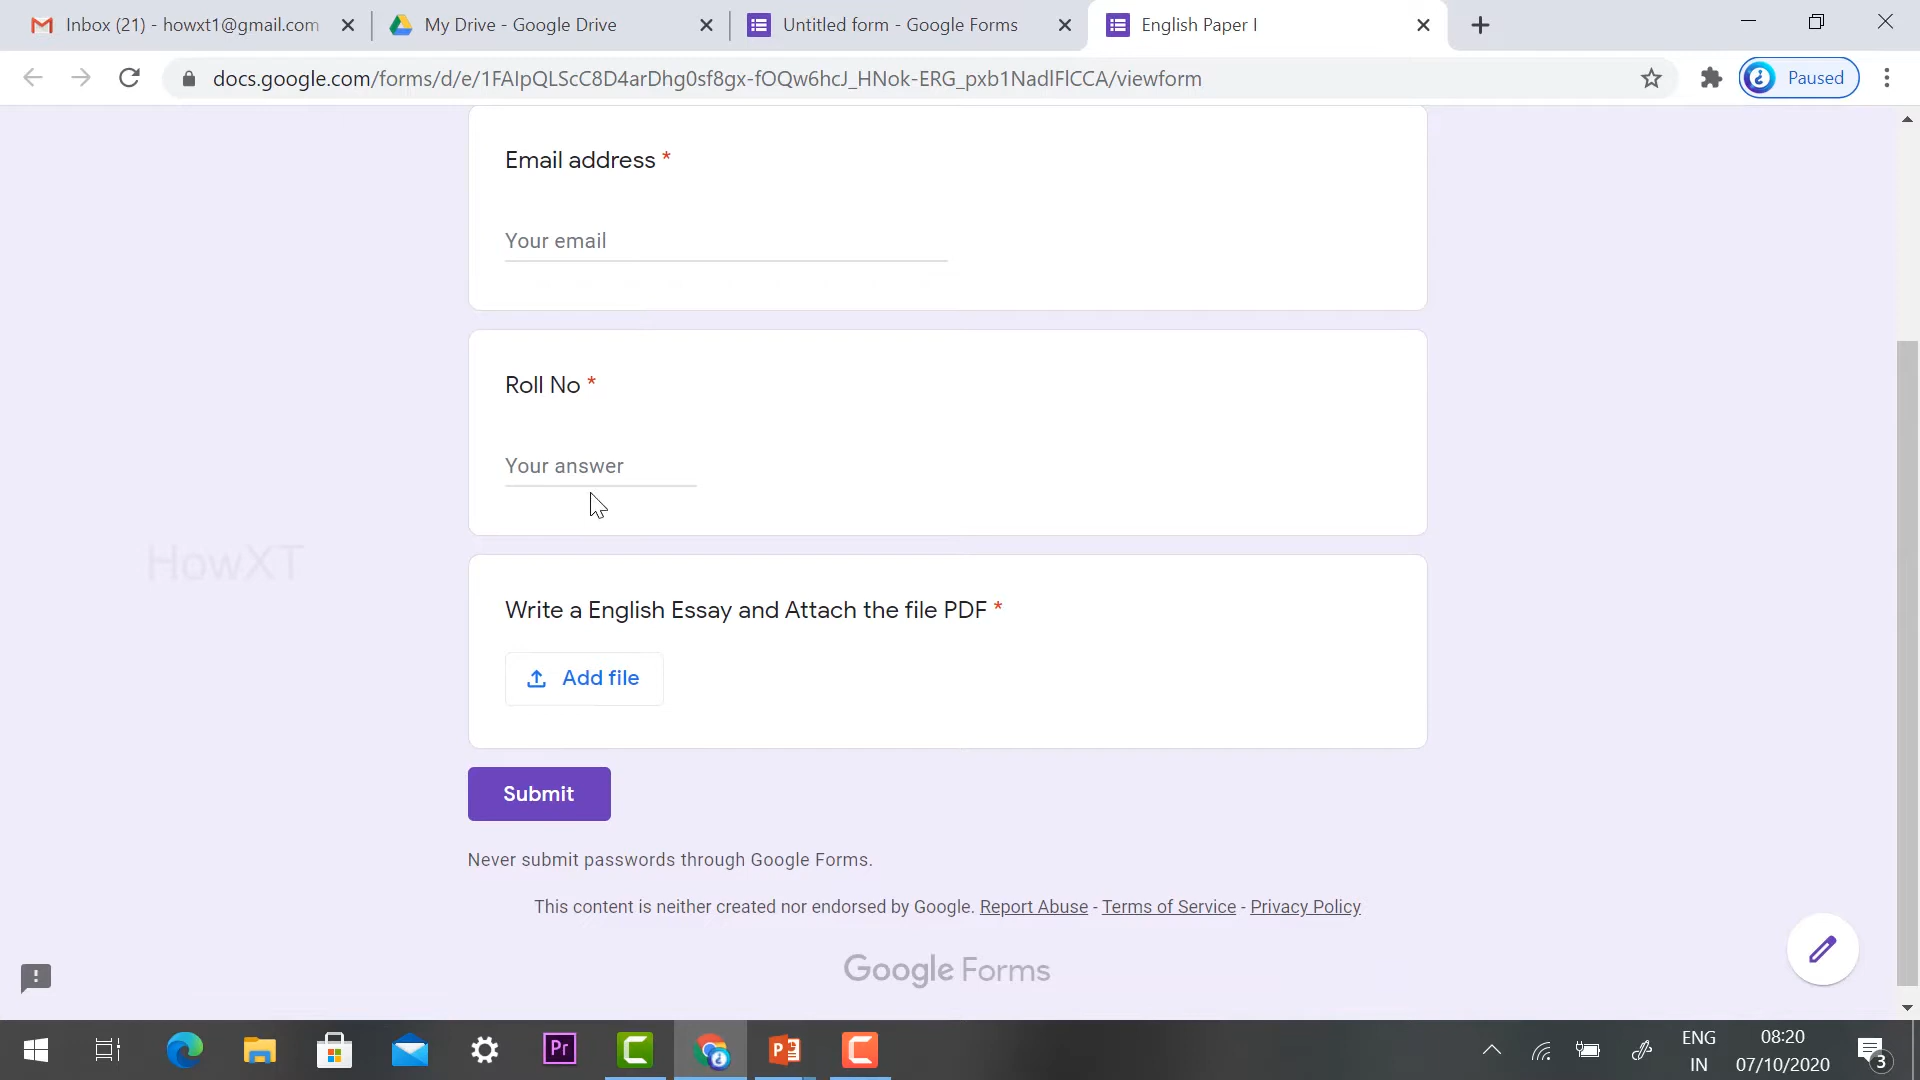 Inbox (21) - howxt1@gmail.com
My Drive - Google Drive
Untitled form - Google Forms
English Paper I
docs.google.com/forms/d/e/1FAIpQLScC8D4arDhg0sf8gx-fOQw6hcJ_HNok-ERG_pxb1NadlFlCCA/viewform
Paused
Email address *
Your email
Roll No *
Your answer
HowXT
Write a English Essay and Attach the file PDF *
Add file
Submit
Never submit passwords through Google Forms.
This content is neither created nor endorsed by Google. Report Abuse - Terms of Service - Privacy Policy
Google Forms
Pr
P
ENG
IN
08:20
07/10/2020
3